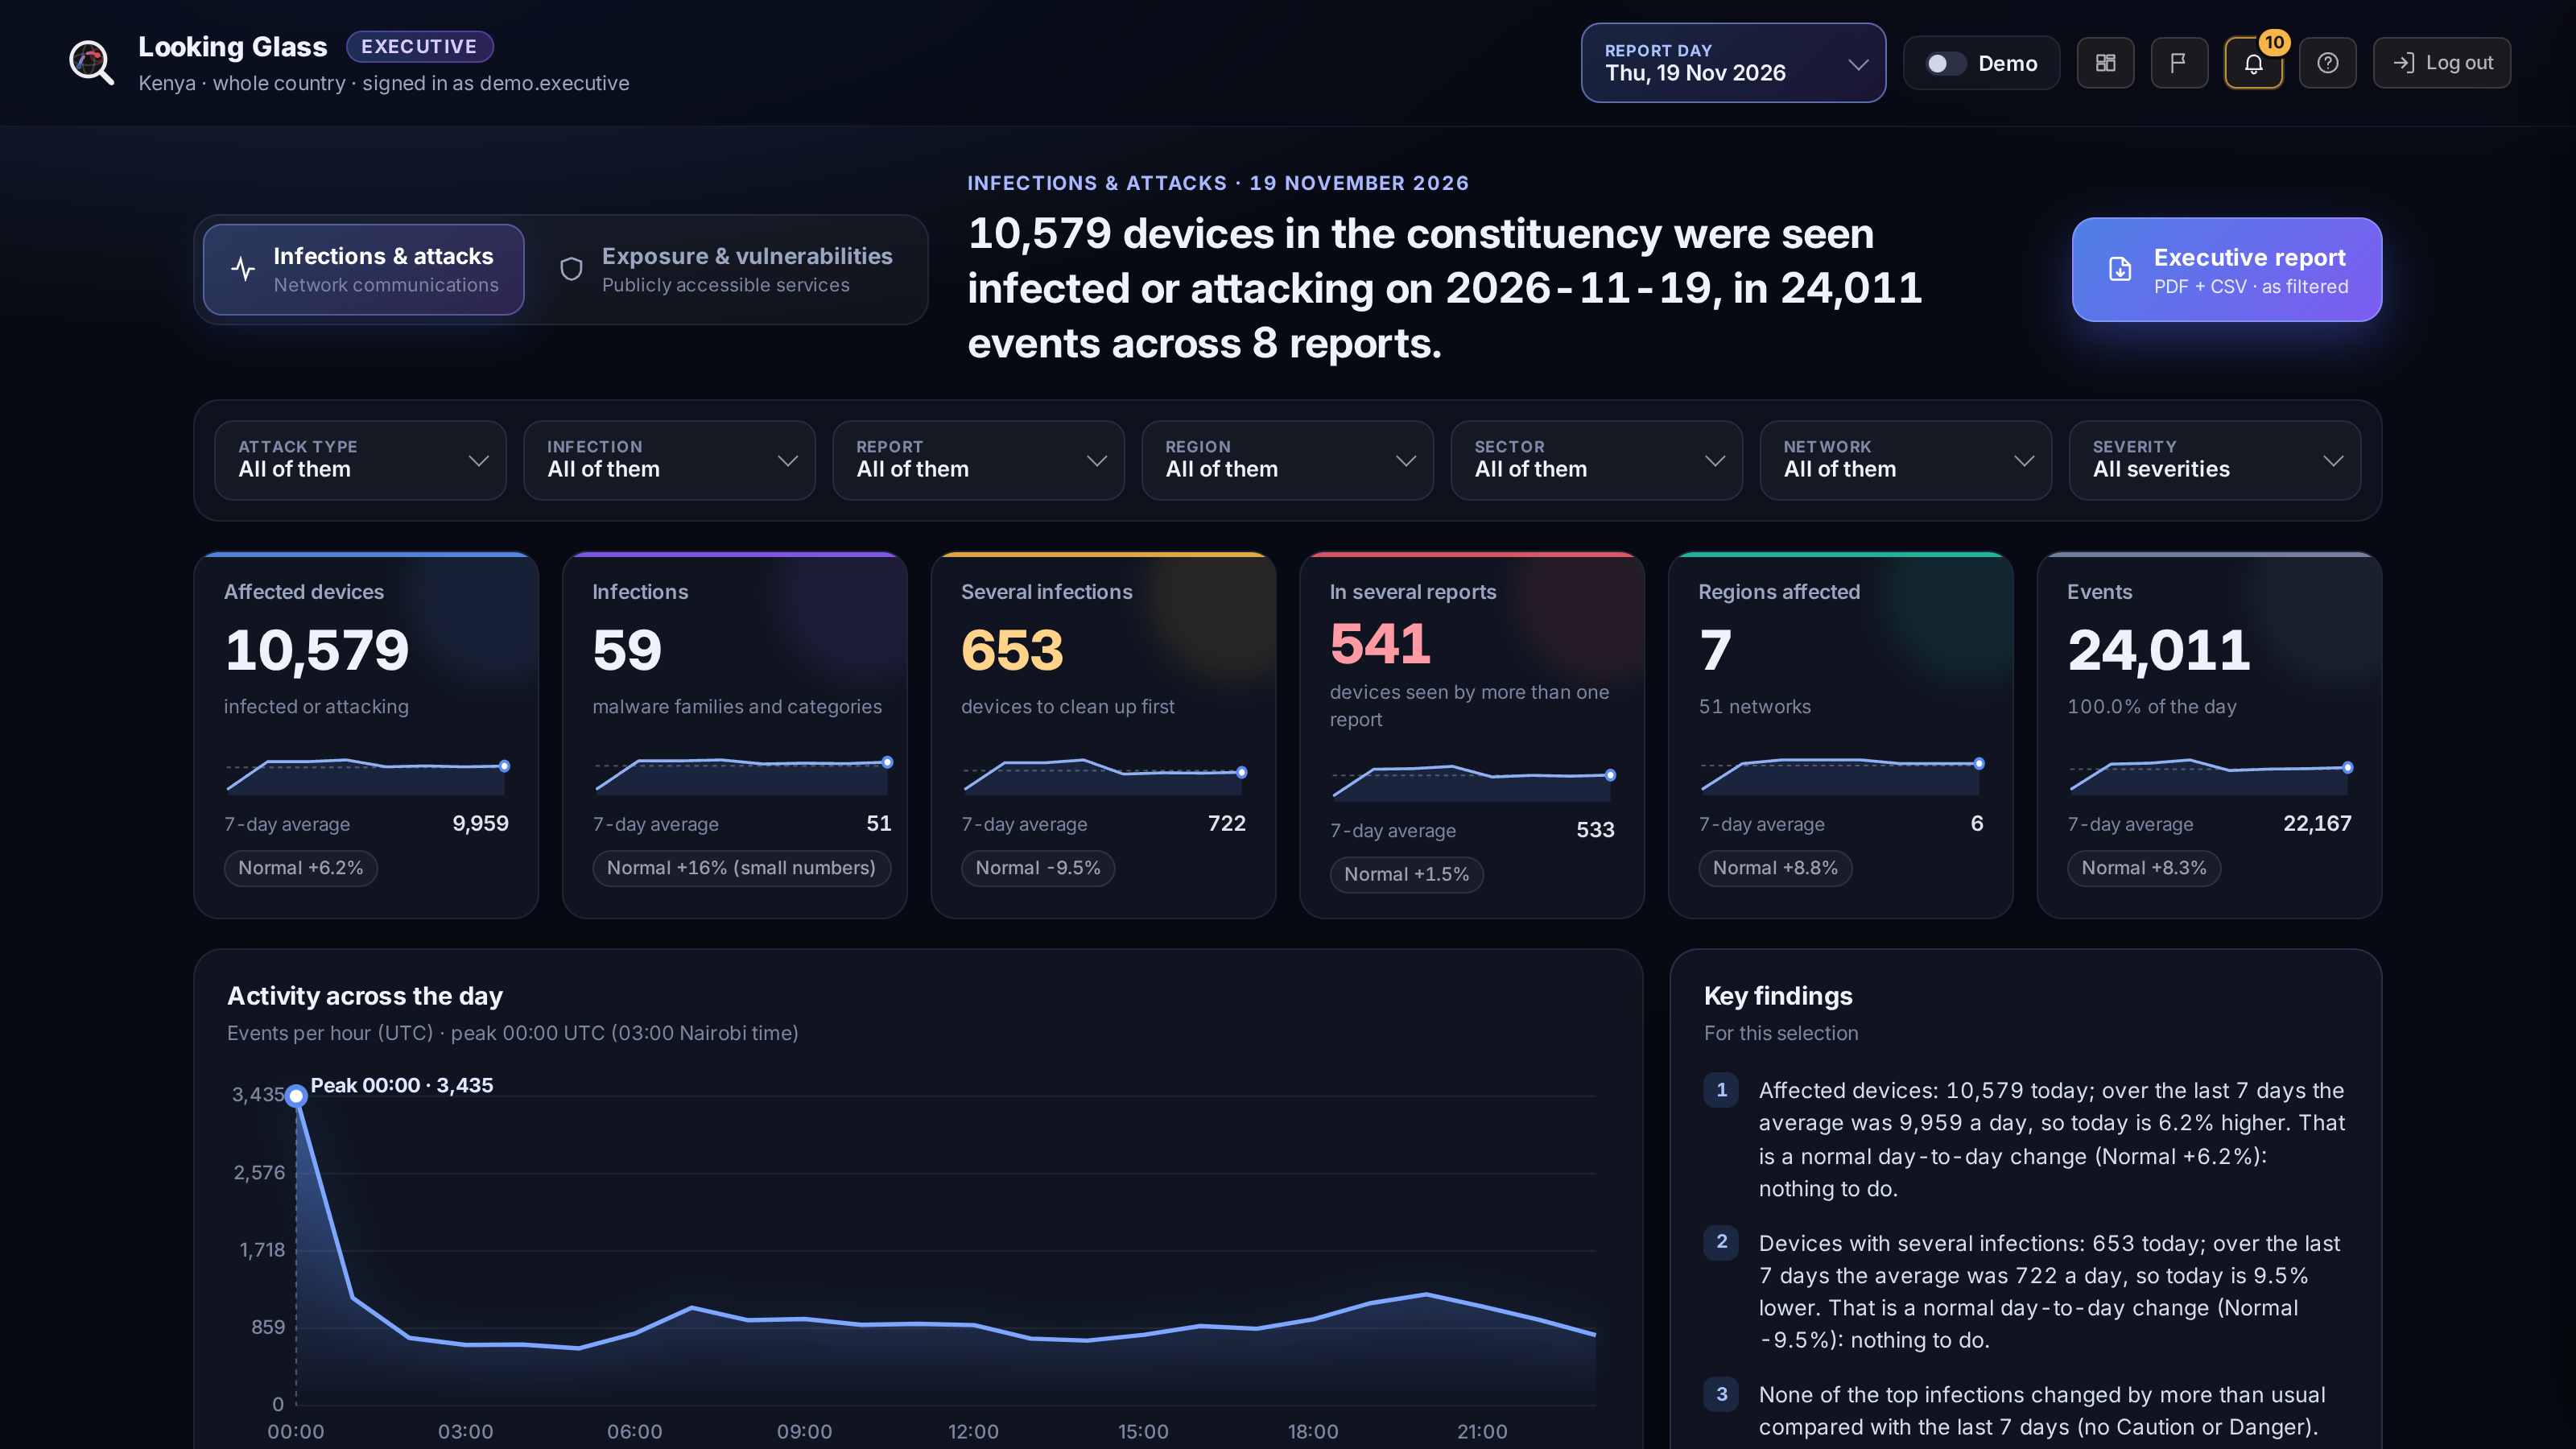 Looking Glass EXECUTIVE
Kenya · whole country · signed in as demo.executive
REPORT DAY
Thu, 19 Nov 2026
Demo
10
Log out
Infections & attacks
Network communications
Exposure & vulnerabilities
Publicly accessible services
INFECTIONS & ATTACKS · 19 NOVEMBER 2026
10,579 devices in the constituency were seen
infected or attacking on 2026-11-19, in 24,011
events across 8 reports.
Executive report
PDF + CSV · as filtered
ATTACK TYPE
All of them
INFECTION
All of them
REPORT
All of them
REGION
All of them
SECTOR
All of them
NETWORK
All of them
SEVERITY
All severities
Affected devices
10,579
infected or attacking
7-day average 9,959
Normal +6.2%
Infections
59
malware families and categories
7-day average 51
Normal +16% (small numbers)
Several infections
653
devices to clean up first
7-day average 722
Normal -9.5%
In several reports
541
devices seen by more than one
report
7-day average 533
Normal +1.5%
Regions affected
7
51 networks
7-day average 6
Normal +8.8%
Events
24,011
100.0% of the day
7-day average 22,167
Normal +8.3%
Activity across the day
Events per hour (UTC) · peak 00:00 UTC (03:00 Nairobi time)
Peak 00:00 · 3,435
3,435
2,576
1,718
859
0
00:00 03:00 06:00 09:00 12:00 15:00 18:00 21:00
Key findings
For this selection
1 Affected devices: 10,579 today; over the last 7 days the
average was 9,959 a day, so today is 6.2% higher. That
is a normal day-to-day change (Normal +6.2%):
nothing to do.
2 Devices with several infections: 653 today; over the last
7 days the average was 722 a day, so today is 9.5%
lower. That is a normal day-to-day change (Normal
-9.5%): nothing to do.
3 None of the top infections changed by more than usual
compared with the last 7 days (no Caution or Danger).